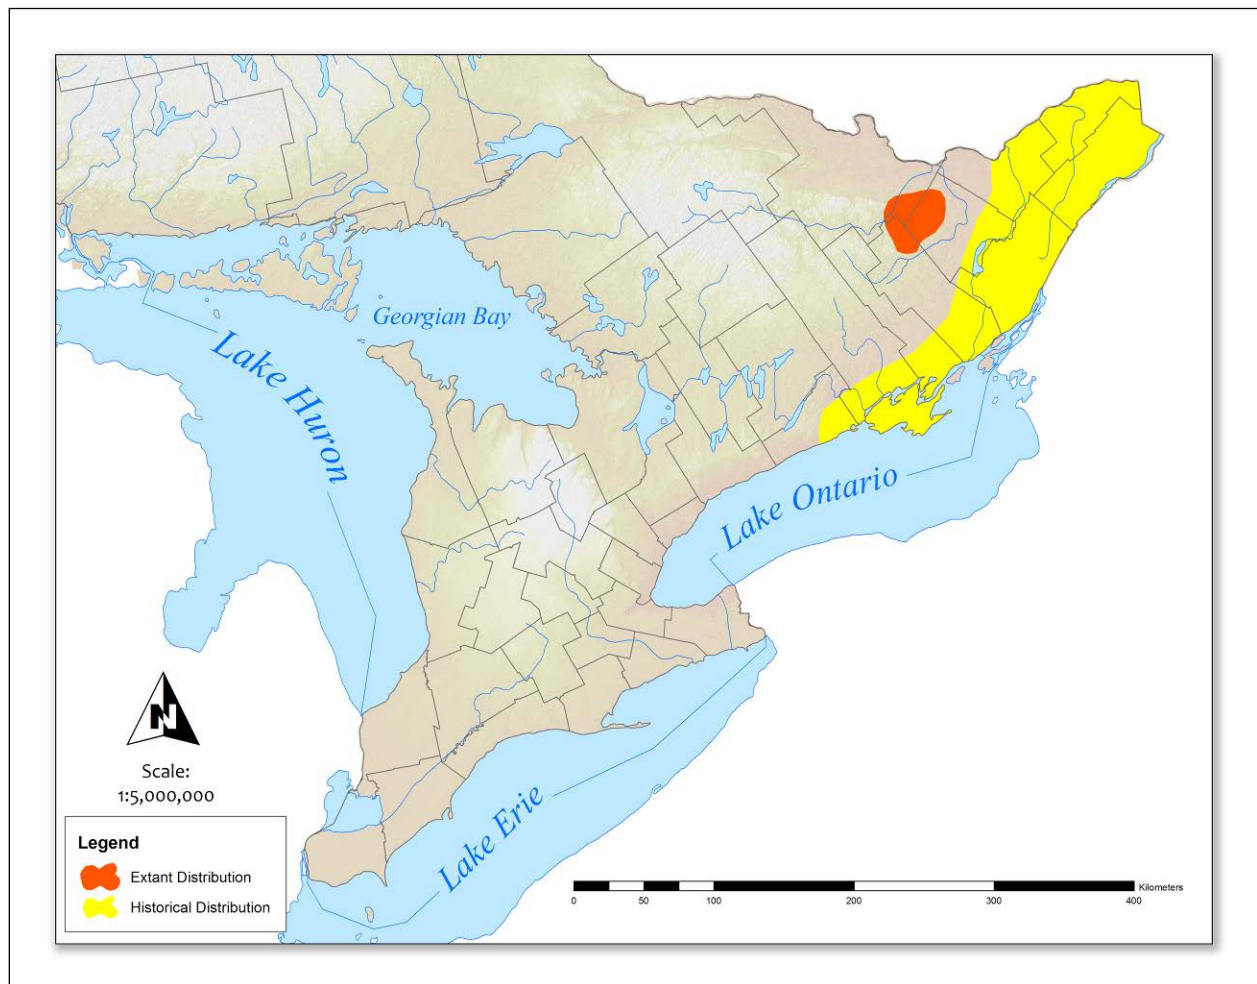 Georgian Bay
Lake Huron
Lake Ontario
Lake Erie
N
Scale:
1:5,000,000
Legend
Extant Distribution
Historical Distribution
Kilometers
0 50 100 200 300 400